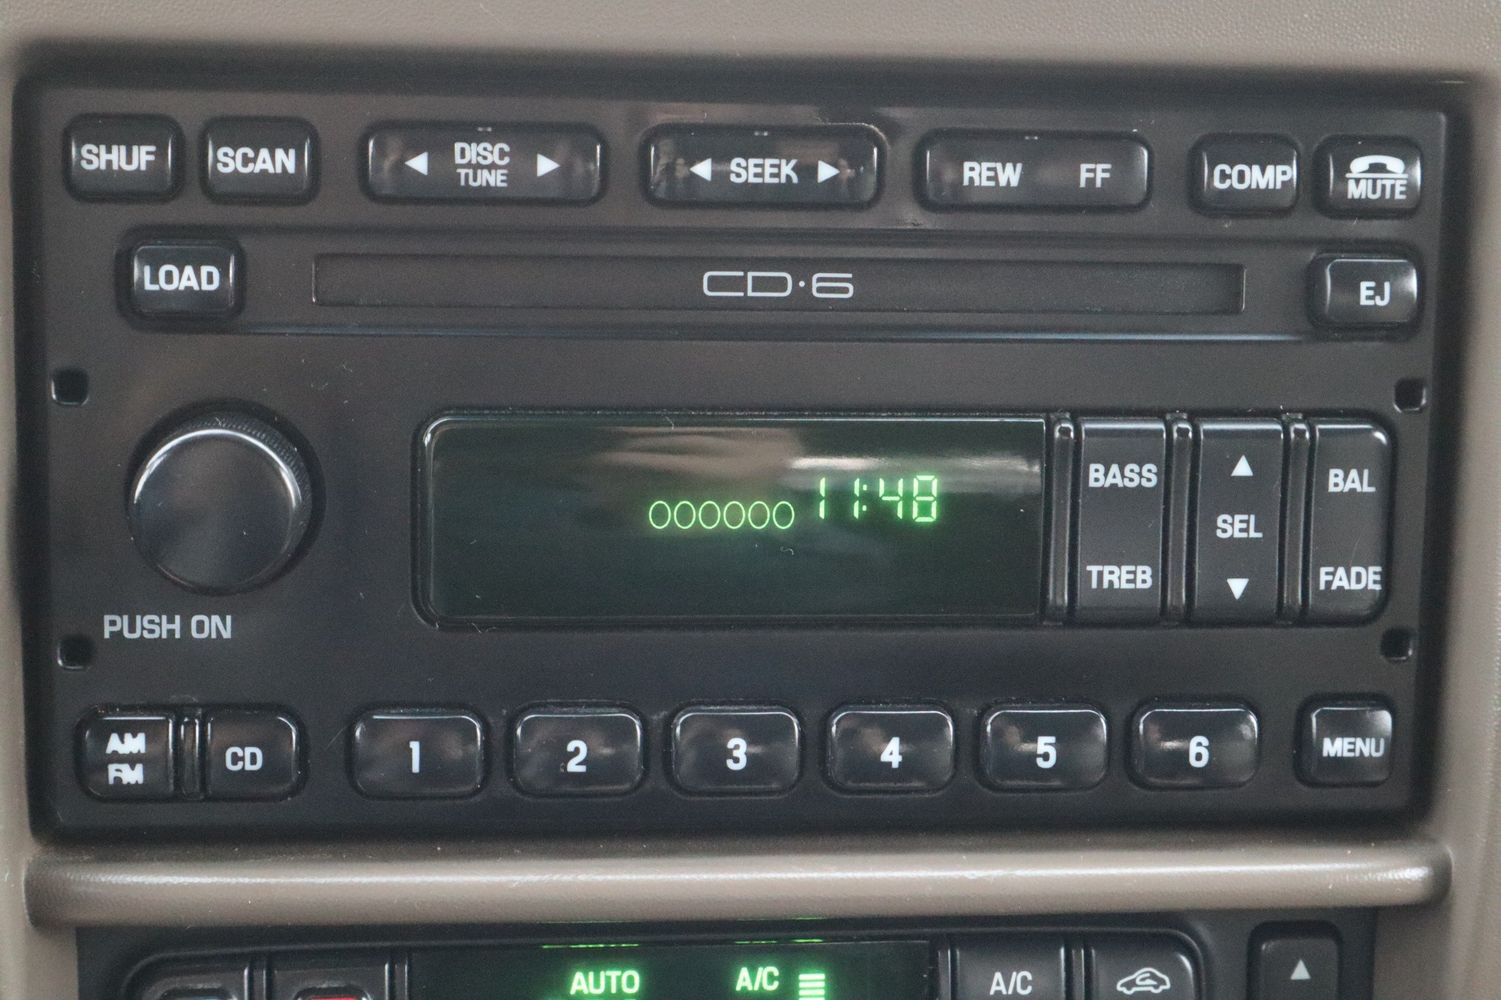 SHUF SCAN ◀ DISC TUNE ▶ ◀ SEEK ▶ REW FF COMP MUTE
LOAD CD·6 EJ
000000 11:48
BASS ▲ BAL
SEL
TREB ▼ FADE
PUSH ON
AM FM CD 1 2 3 4 5 6 MENU
AUTO A/C A/C ▲